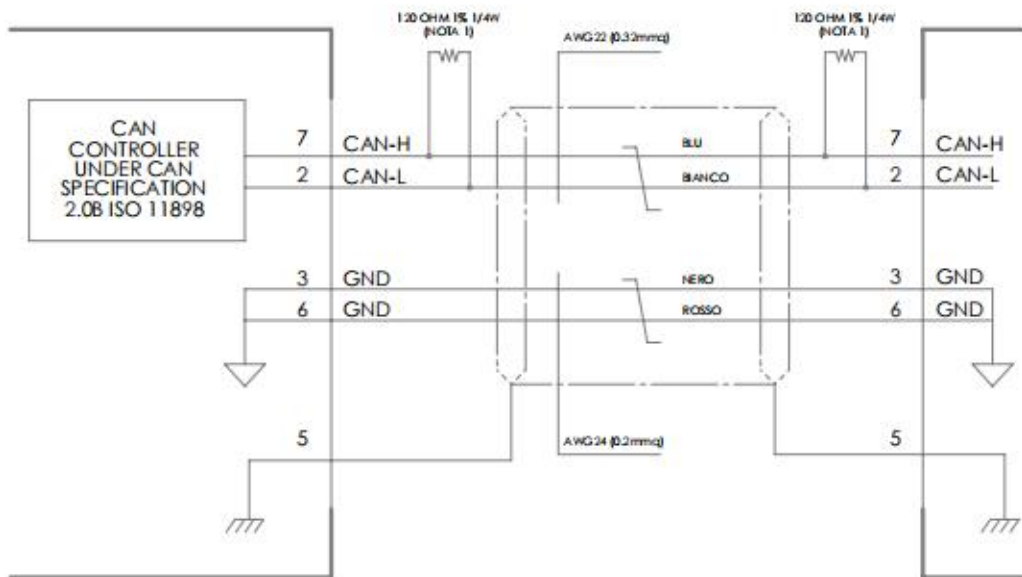 120 OHM 1% 1/4W
(NOTA 1)
120 OHM 1% 1/4W
(NOTA 1)
AWG22 (0.32mmq)
CAN
CONTROLLER
UNDER CAN
SPECIFICATION
2.0B ISO 11898
7 CAN-H BLU 7 CAN-H
2 CAN-L BIANCO 2 CAN-L
3 GND NERO 3 GND
6 GND ROSSO 6 GND
5 5
AWG24 (0.2mmq)